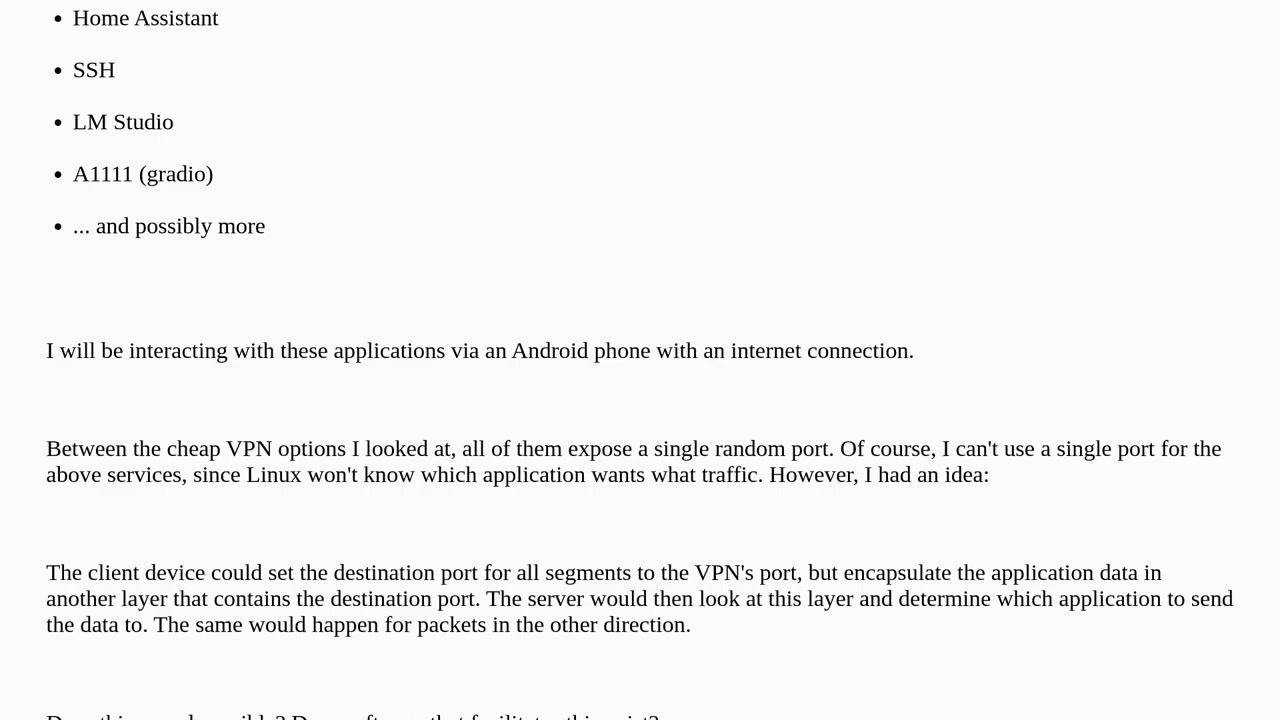 • Home Assistant
• SSH
• LM Studio
• A1111 (gradio)
• ... and possibly more
I will be interacting with these applications via an Android phone with an internet connection.
Between the cheap VPN options I looked at, all of them expose a single random port. Of course, I can't use a single port for the
above services, since Linux won't know which application wants what traffic. However, I had an idea:
The client device could set the destination port for all segments to the VPN's port, but encapsulate the application data in
another layer that contains the destination port. The server would then look at this layer and determine which application to send
the data to. The same would happen for packets in the other direction.